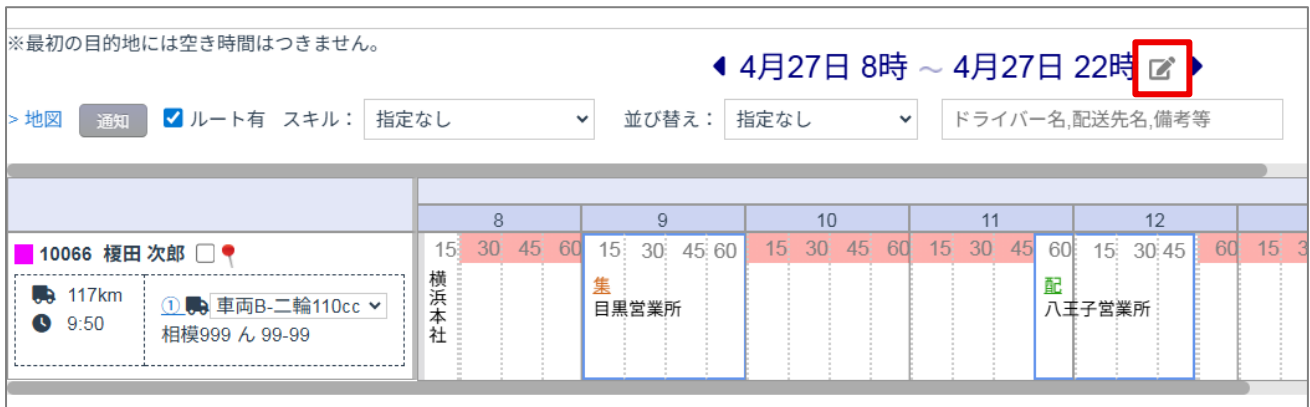 ※最初の目的地には空き時間はつきません。
4月27日 8時 ～ 4月27日 22時
> 地図 通知 ルート有 スキル： 指定なし 並び替え： 指定なし ドライバー名,配送先名,備考等
8 9 10 11 12
10066 榎田 次郎 15 30 45 60 15 30 45 60 15 30 45 60 15 30 45 60 15 30 45 60 15 3
117km
9:50
① 車両B-二輪110cc
相模999 ん 99-99
横浜本社
集
目黒営業所
配
八王子営業所